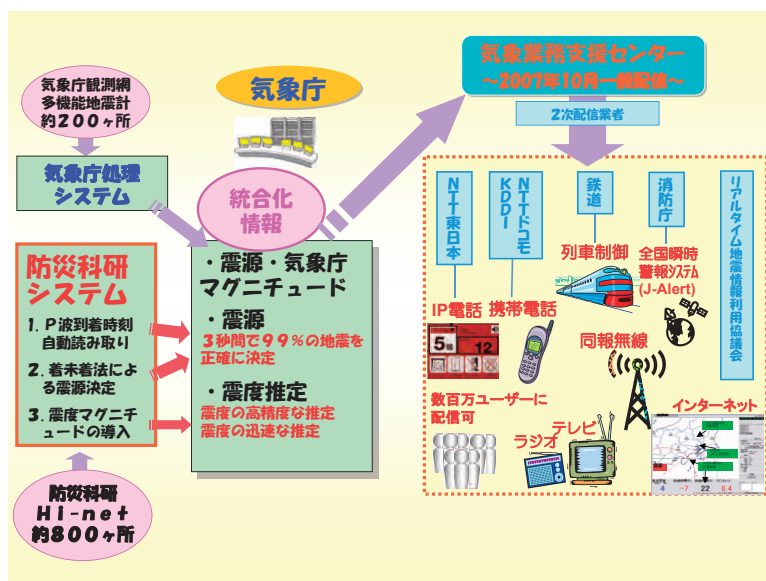 気象庁観測網
多機能地震計
約200ヶ所
気象庁処理
システム
防災科研
システム
1. P波到着時刻
自動読み取り
2. 着未着法によ
る震源決定
3. 震度マグニチ
ュードの導入
防災科研
Hi-net
約800ヶ所
気象庁
統合化
情報
・震源・気象庁
マグニチュード
・震源
3秒間で99%の地震を
正確に決定
・震度推定
震度の高精度な推定
震度の迅速な推定
気象業務支援センター
~2007年10月一般配信~
2次配信業者
NTT東日本
NTTドコモ
KDDI
鉄道
消防庁
リアルタイム地震情報利用協議会
IP電話
携帯電話
列車制御
全国瞬時
警報システム
(J-Alert)
5弱
12
同報無線
数百万ユーザーに
配信可
ラジオ
テレビ
インターネット
4 -7 22 8.4